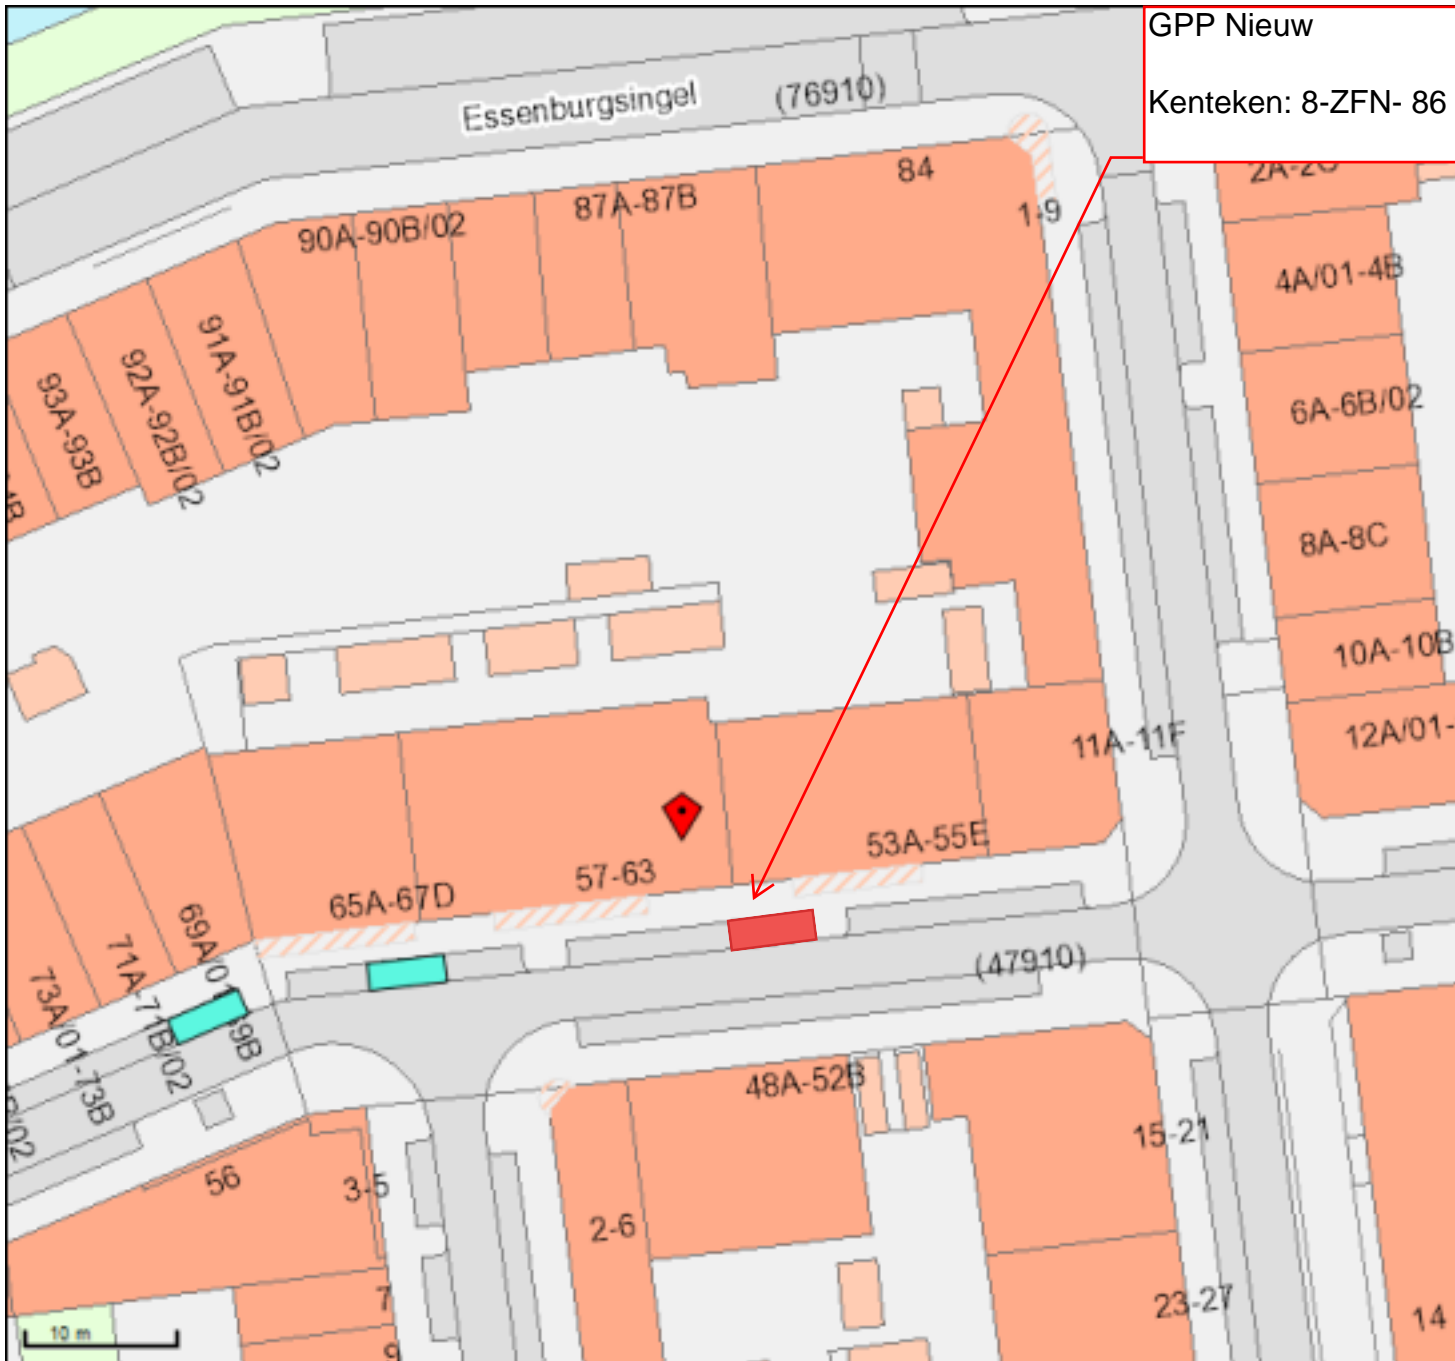 GPP Nieuw
Kenteken: 8-ZFN- 86
Essenburgsingel
(76910)
84
87A-87B
90A-90B/02
1-9
2A-2C
4A/01-4B
91A-91B/02
92A-92B/02
93A-93B
6A-6B/02
8A-8C
10A-10B
11A-11F
12A/01-
53A-55E
57-63
65A-67D
69A/01-69B
71A-71B/02
73A/01-73B
B/02
(47910)
48A-52B
15-21
56
3-5
2-6
7
9
23-27
14
10 m